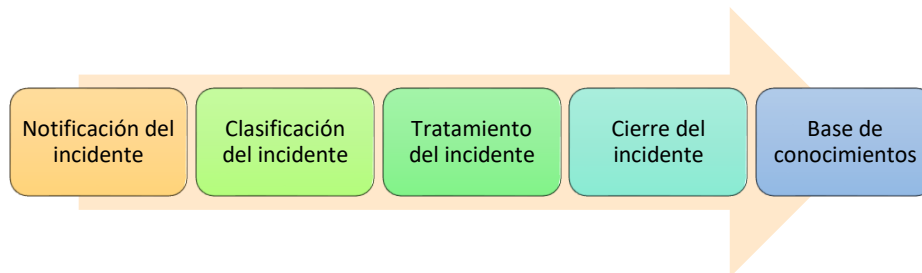 Notificación del
incidente
Clasificación
del incidente
Tratamiento
del incidente
Cierre del
incidente
Base de
conocimientos